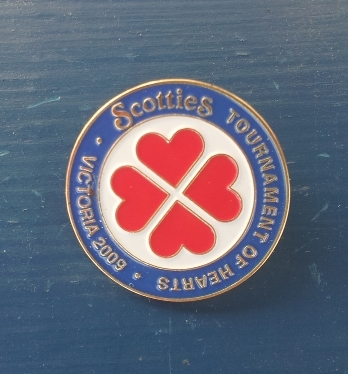 ScottieS
TOURNAMENT OF HEARTS
• VICTORIA 2009 •